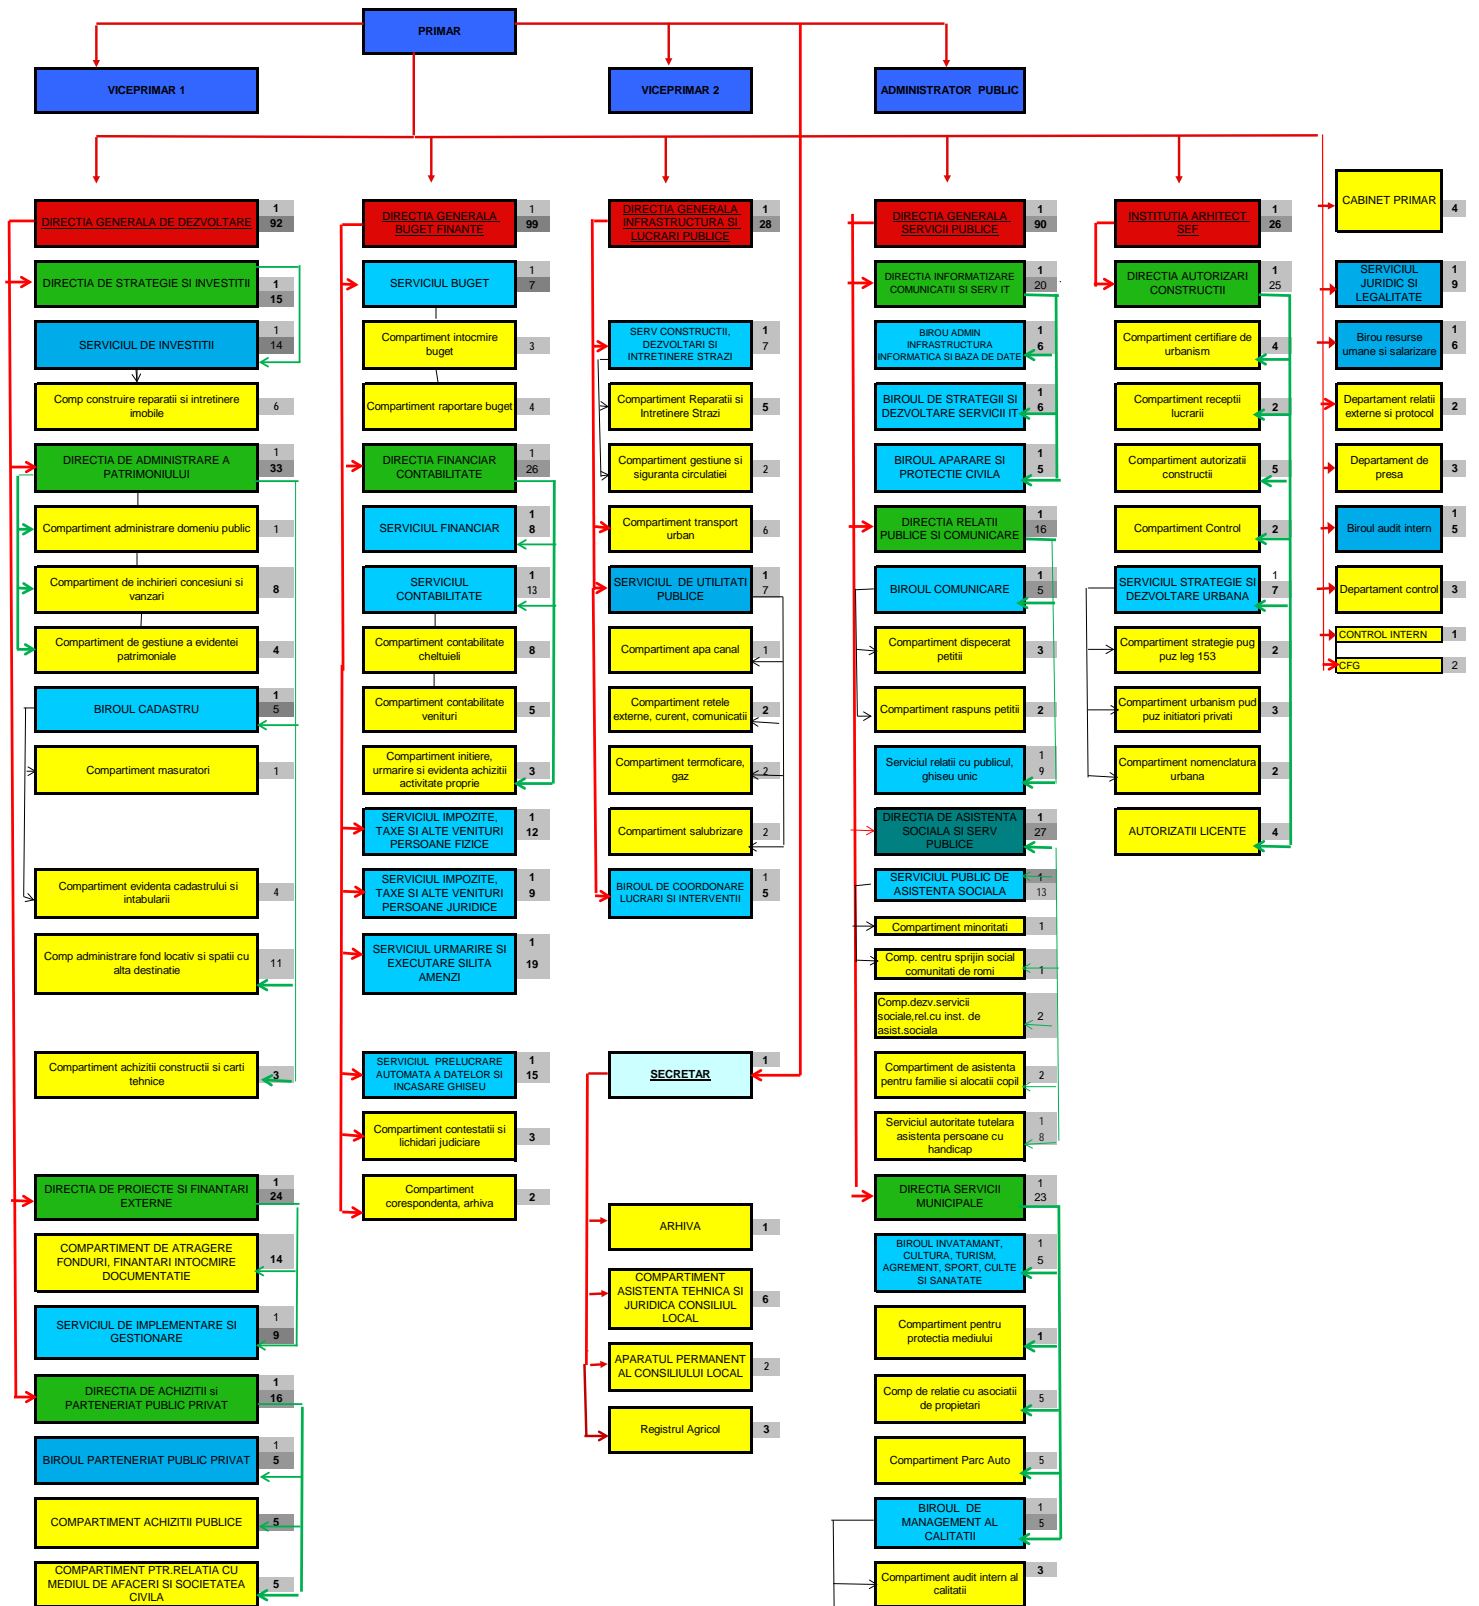 PRIMAR
VICEPRIMAR 1
VICEPRIMAR 2
ADMINISTRATOR PUBLIC
DIRECTIA GENERALA DE DEZVOLTARE
1
92
DIRECTIA DE STRATEGIE SI INVESTITII
1
15
SERVICIUL DE INVESTITII
1
14
Comp construire reparatii si intretinere
imobile
6
DIRECTIA DE ADMINISTRARE A
PATRIMONIULUI
1
33
Compartiment administrare domeniu public
1
Compartiment de inchirieri concesiuni si
vanzari
8
Compartiment de gestiune a evidentei
patrimoniale
4
BIROUL CADASTRU
1
5
Compartiment masuratori
1
Compartiment evidenta cadastrului si
intabularii
4
Comp administrare fond locativ si spatii cu
alta destinatie
11
Compartiment achizitii constructii si carti
tehnice
3
DIRECTIA DE PROIECTE SI FINANTARI
EXTERNE
1
24
COMPARTIMENT DE ATRAGERE
FONDURI, FINANTARI INTOCMIRE
DOCUMENTATIE
14
SERVICIUL DE IMPLEMENTARE SI
GESTIONARE
1
9
DIRECTIA DE ACHIZITII si
PARTENERIAT PUBLIC PRIVAT
1
16
BIROUL PARTENERIAT PUBLIC PRIVAT
1
5
COMPARTIMENT ACHIZITII PUBLICE
5
COMPARTIMENT PTR.RELATIA CU
MEDIUL DE AFACERI SI SOCIETATEA
CIVILA
5
DIRECTIA GENERALA
BUGET FINANTE
1
99
SERVICIUL BUGET
1
7
Compartiment intocmire
buget
3
Compartiment raportare buget
4
DIRECTIA FINANCIAR
CONTABILITATE
1
26
SERVICIUL FINANCIAR
1
8
SERVICIUL
CONTABILITATE
1
13
Compartiment contabilitate
cheltuieli
8
Compartiment contabilitate
venituri
5
Compartiment initiere,
urmarire si evidenta achizitii
activitate proprie
3
SERVICIUL IMPOZITE,
TAXE SI ALTE VENITURI
PERSOANE FIZICE
1
12
SERVICIUL IMPOZITE,
TAXE SI ALTE VENITURI
PERSOANE JURIDICE
1
9
SERVICIUL URMARIRE SI
EXECUTARE SILITA
AMENZI
1
19
SERVICIUL PRELUCRARE
AUTOMATA A DATELOR SI
INCASARE GHISEU
1
15
Compartiment contestatii si
lichidari judiciare
3
Compartiment
corespondenta, arhiva
2
DIRECTIA GENERALA
INFRASTRUCTURA SI
LUCRARI PUBLICE
1
28
SERV CONSTRUCTII,
DEZVOLTARI SI
INTRETINERE STRAZI
1
7
Compartiment Reparatii si
Intretinere Strazi
5
Compartiment gestiune si
siguranta circulatiei
2
Compartiment transport
urban
6
SERVICIUL DE UTILITATI
PUBLICE
1
7
Compartiment apa canal
1
Compartiment retele
externe, curent, comunicatii
2
Compartiment termoficare,
gaz
2
Compartiment salubrizare
2
BIROUL DE COORDONARE
LUCRARI SI INTERVENTII
1
5
SECRETAR
1
ARHIVA
1
COMPARTIMENT
ASISTENTA TEHNICA SI
JURIDICA CONSILIUL
LOCAL
6
APARATUL PERMANENT
AL CONSILIULUI LOCAL
2
Registrul Agricol
3
DIRECTIA GENERALA
SERVICII PUBLICE
1
90
DIRECTIA INFORMATIZARE
COMUNICATII SI SERV IT
1
20
BIROU ADMIN
INFRASTRUCTURA
INFORMATICA SI BAZA DE DATE
1
6
BIROUL DE STRATEGII SI
DEZVOLTARE SERVICII IT
1
6
BIROUL APARARE SI
PROTECTIE CIVILA
1
5
DIRECTIA RELATII
PUBLICE SI COMUNICARE
1
16
BIROUL COMUNICARE
1
5
Compartiment dispecerat
petitii
3
Compartiment raspuns petitii
2
Serviciul relatii cu publicul,
ghiseu unic
1
9
DIRECTIA DE ASISTENTA
SOCIALA SI SERV
PUBLICE
1
27
SERVICIUL PUBLIC DE
ASISTENTA SOCIALA
1
13
Compartiment minoritati
1
Comp. centru sprijin social
comunitati de romi
1
Comp.dezv.servicii
sociale,rel.cu inst. de
asist.sociala
2
Compartiment de asistenta
pentru familie si alocatii copil
2
Serviciul autoritate tutelara
asistenta persoane cu
handicap
1
8
DIRECTIA SERVICII
MUNICIPALE
1
23
BIROUL INVATAMANT,
CULTURA, TURISM,
AGREMENT, SPORT, CULTE
SI SANATATE
1
5
Compartiment pentru
protectia mediului
1
Comp de relatie cu asociatii
de propietari
5
Compartiment Parc Auto
5
BIROUL DE
MANAGEMENT AL
CALITATII
1
5
Compartiment audit intern al
calitatii
3
INSTITUTIA ARHITECT
SEF
1
26
DIRECTIA AUTORIZARI
CONSTRUCTII
1
25
Compartiment certifiare de
urbanism
4
Compartiment receptii
lucrarii
2
Compartiment autorizatii
constructii
5
Compartiment Control
2
SERVICIUL STRATEGIE SI
DEZVOLTARE URBANA
1
7
Compartiment strategie pug
puz leg 153
2
Compartiment urbanism pud
puz initiatori privati
3
Compartiment nomenclatura
urbana
2
AUTORIZATII LICENTE
4
CABINET PRIMAR
4
SERVICIUL
JURIDIC SI
LEGALITATE
1
9
Birou resurse
umane si salarizare
1
6
Departament relatii
externe si protocol
2
Departament de
presa
3
Biroul audit intern
1
5
Departament control
3
CONTROL INTERN
1
CFG
2